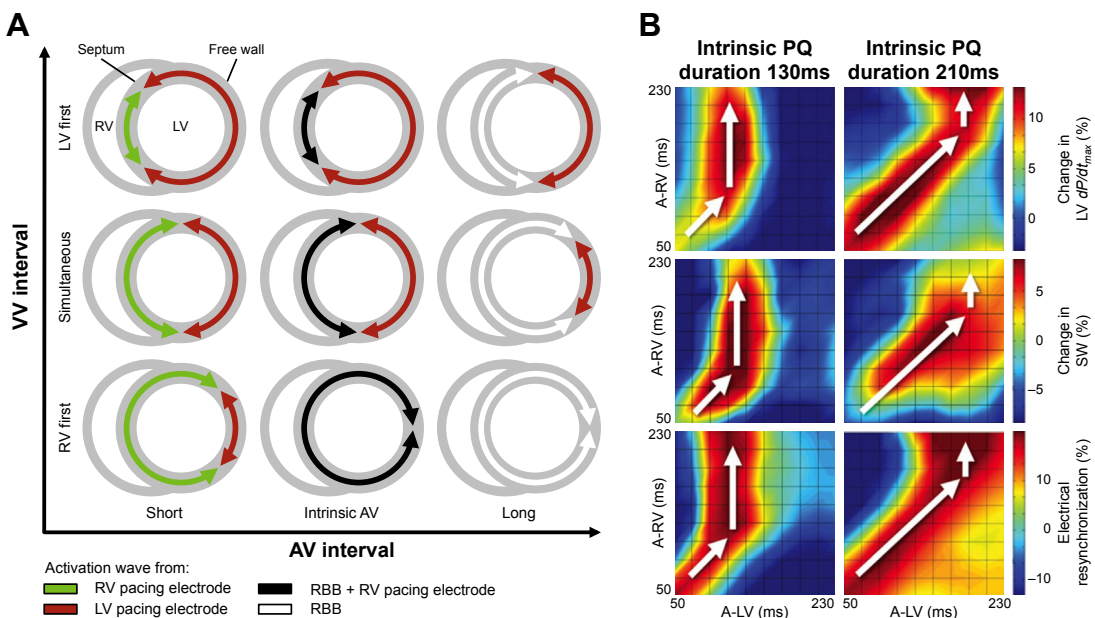 A
Septum
Free wall
RV
LV
LV first
Simultaneous
RV first
VV interval
Short
Intrinsic AV
Long
AV interval
Activation wave from:
RV pacing electrode
RBB + RV pacing electrode
LV pacing electrode
RBB
B
Intrinsic PQ
duration 130ms
Intrinsic PQ
duration 210ms
230
A-RV (ms)
50
10
5
0
–5
Change in
LV dP/dtmax (%)
230
A-RV (ms)
50
5
0
–5
Change in
SW (%)
230
A-RV (ms)
50
10
0
–10
Electrical
resynchronization (%)
50
A-LV (ms)
230
230